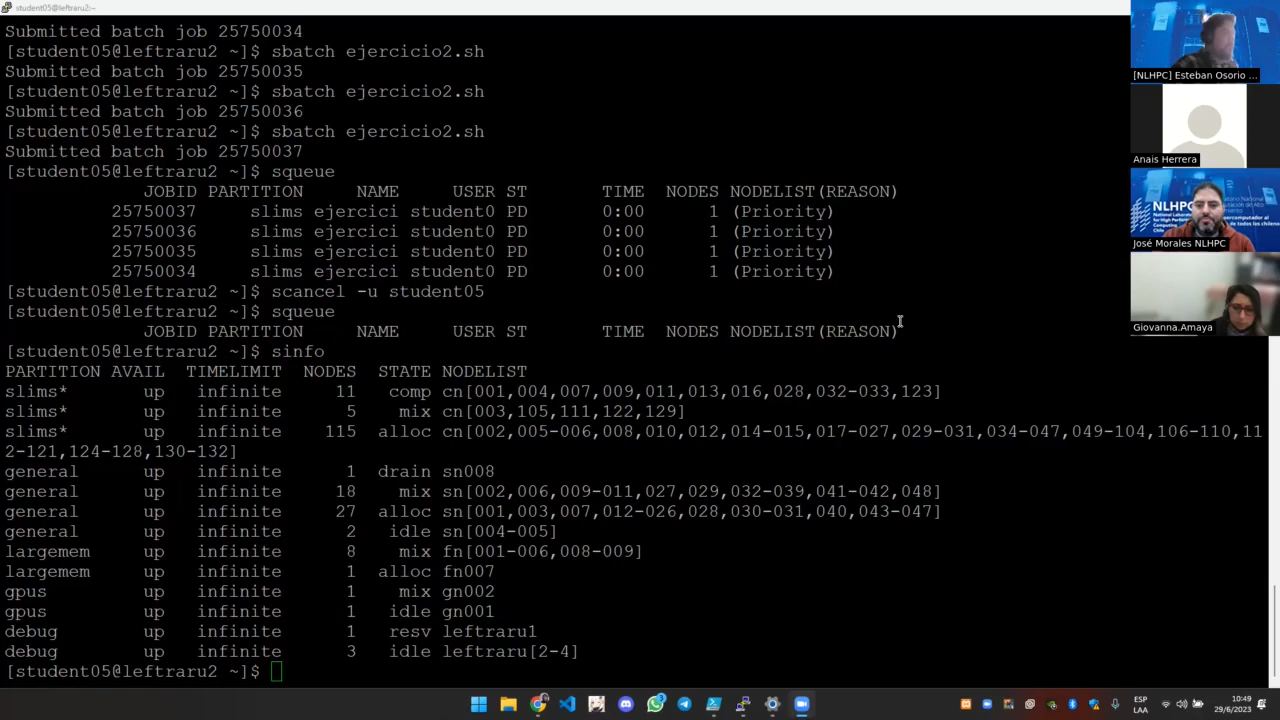 student05@leftraru2:~
Submitted batch job 25750034
[student05@leftraru2 ~]$ sbatch ejercicio2.sh
Submitted batch job 25750035
[student05@leftraru2 ~]$ sbatch ejercicio2.sh
Submitted batch job 25750036
[student05@leftraru2 ~]$ sbatch ejercicio2.sh
Submitted batch job 25750037
[student05@leftraru2 ~]$ squeue
JOBID PARTITION NAME USER ST TIME NODES NODELIST(REASON)
25750037 slims ejercici student0 PD 0:00 1 (Priority)
25750036 slims ejercici student0 PD 0:00 1 (Priority)
25750035 slims ejercici student0 PD 0:00 1 (Priority)
25750034 slims ejercici student0 PD 0:00 1 (Priority)
[student05@leftraru2 ~]$ scancel -u student05
[student05@leftraru2 ~]$ squeue
JOBID PARTITION NAME USER ST TIME NODES NODELIST(REASON)
[student05@leftraru2 ~]$ sinfo
PARTITION AVAIL TIMELIMIT NODES STATE NODELIST
slims* up infinite 11 comp cn[001,004,007,009,011,013,016,028,032-033,123]
slims* up infinite 5 mix cn[003,105,111,122,129]
slims* up infinite 115 alloc cn[002,005-006,008,010,012,014-015,017-027,029-031,034-047,049-104,106-110,11
2-121,124-128,130-132]
general up infinite 1 drain sn008
general up infinite 18 mix sn[002,006,009-011,027,029,032-039,041-042,048]
general up infinite 27 alloc sn[001,003,007,012-026,028,030-031,040,043-047]
general up infinite 2 idle sn[004-005]
largemem up infinite 8 mix fn[001-006,008-009]
largemem up infinite 1 alloc fn007
gpus up infinite 1 mix gn002
gpus up infinite 1 idle gn001
debug up infinite 1 resv leftraru1
debug up infinite 3 idle leftraru[2-4]
[student05@leftraru2 ~]$
[NLHPC] Esteban Osorio ...
Anais Herrera
NLHPC
José Morales NLHPC
Giovanna.Amaya
ESP
LAA
10:49
29/6/2023